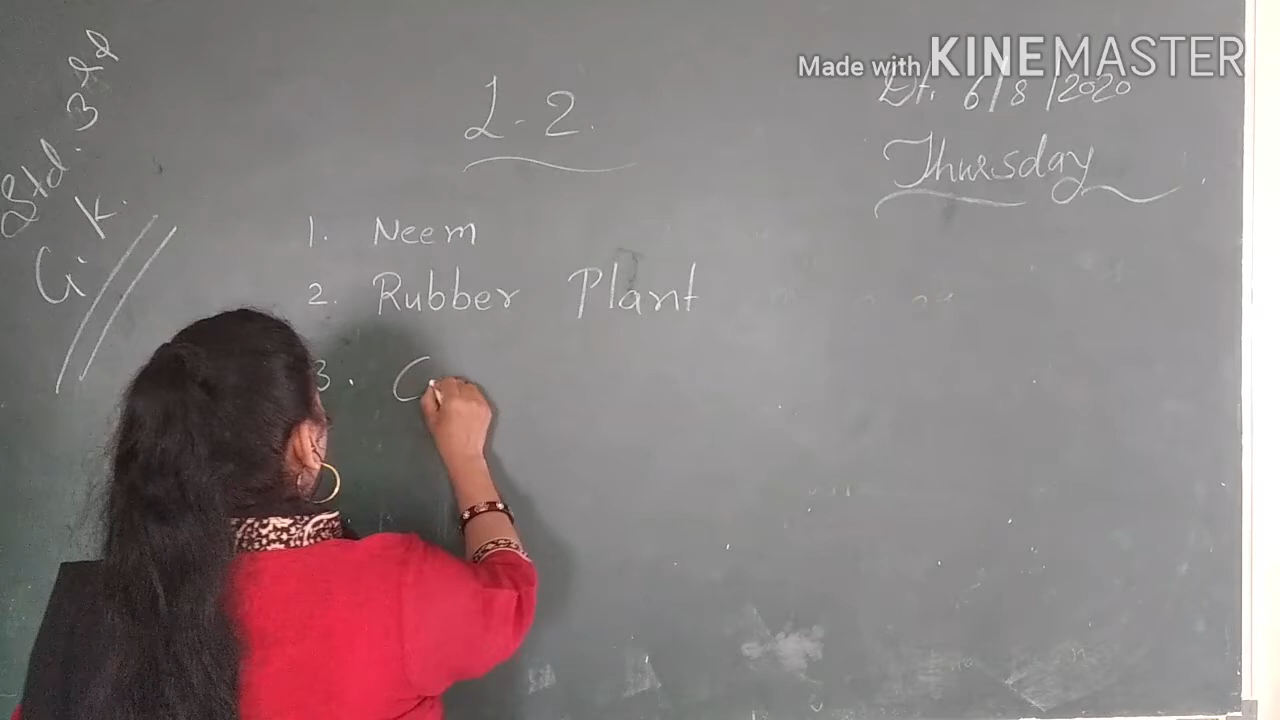 Std. 3rd
G. K.
L-2.
Made with KINEMASTER
Dt. 6/8/2020
Thursday
1. Neem
2. Rubber Plant
3. C